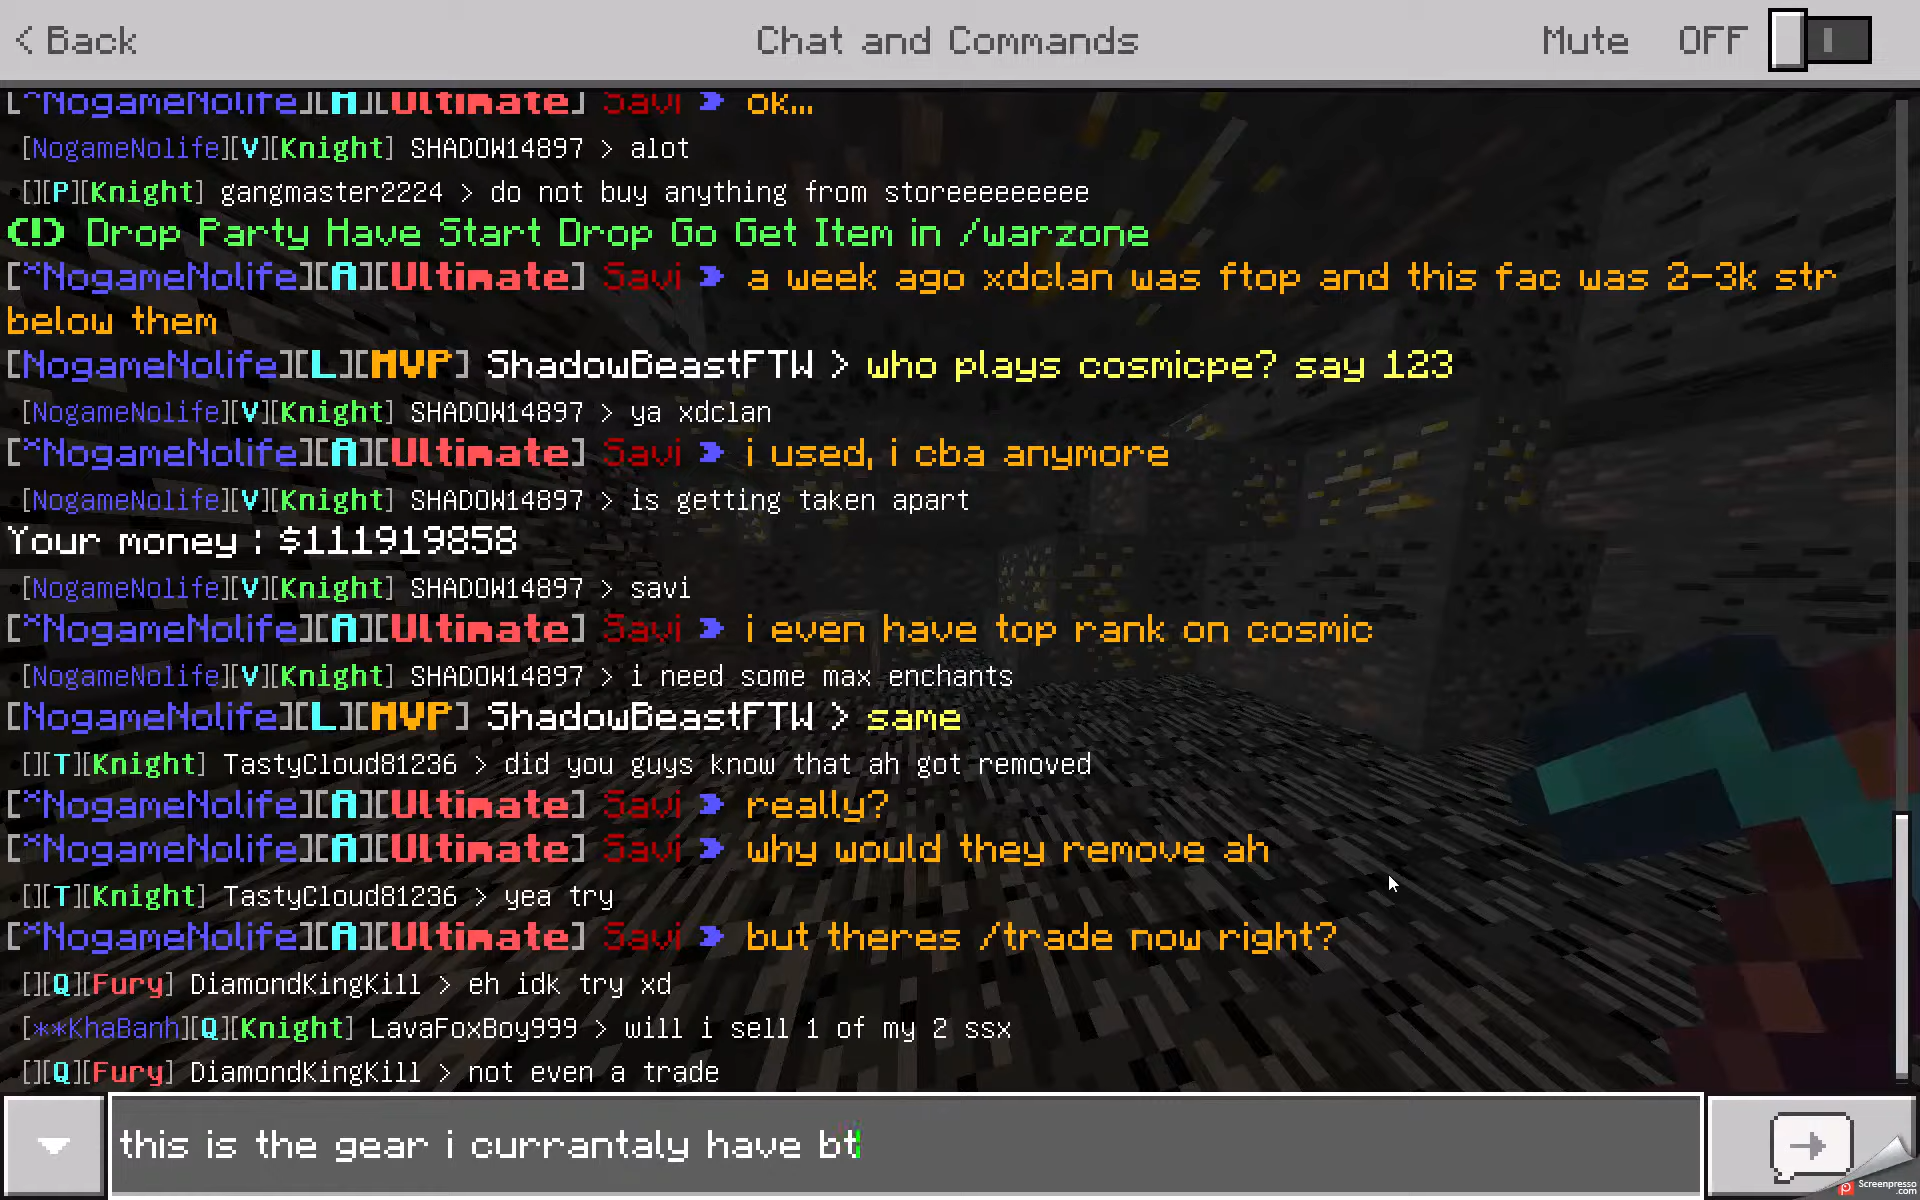 < Back
Chat and Commands
Mute OFF
[*NogameNolife][M][Ultimate] Savi > ok...
[NogameNolife][V][Knight] SHADOW14897 > alot
[][P][Knight] gangmaster2224 > do not buy anything from storeeeeeeeee
(!) Drop Party Have Start Drop Go Get Item in /warzone
[*NogameNolife][A][Ultimate] Savi > a week ago xdclan was ftop and this fac was 2-3k str
below them
[NogameNolife][L][MVP] ShadowBeastFTW > who plays cosmicpe? say 123
[NogameNolife][V][Knight] SHADOW14897 > ya xdclan
[*NogameNolife][A][Ultimate] Savi > i used, i cba anymore
[NogameNolife][V][Knight] SHADOW14897 > is getting taken apart
Your money : $111919858
[NogameNolife][V][Knight] SHADOW14897 > savi
[*NogameNolife][A][Ultimate] Savi > i even have top rank on cosmic
[NogameNolife][V][Knight] SHADOW14897 > i need some max enchants
[NogameNolife][L][MVP] ShadowBeastFTW > same
[][T][Knight] TastyCloud81236 > did you guys know that ah got removed
[*NogameNolife][A][Ultimate] Savi > really?
[*NogameNolife][A][Ultimate] Savi > why would they remove ah
[][T][Knight] TastyCloud81236 > yea try
[*NogameNolife][A][Ultimate] Savi > but theres /trade now right?
[][Q][Fury] DiamondKingKill > eh idk try xd
[**KhaBanh][Q][Knight] LavaFoxBoy999 > will i sell 1 of my 2 ssx
[][Q][Fury] DiamondKingKill > not even a trade
this is the gear i currantaly have bt
Screenpresso
.com